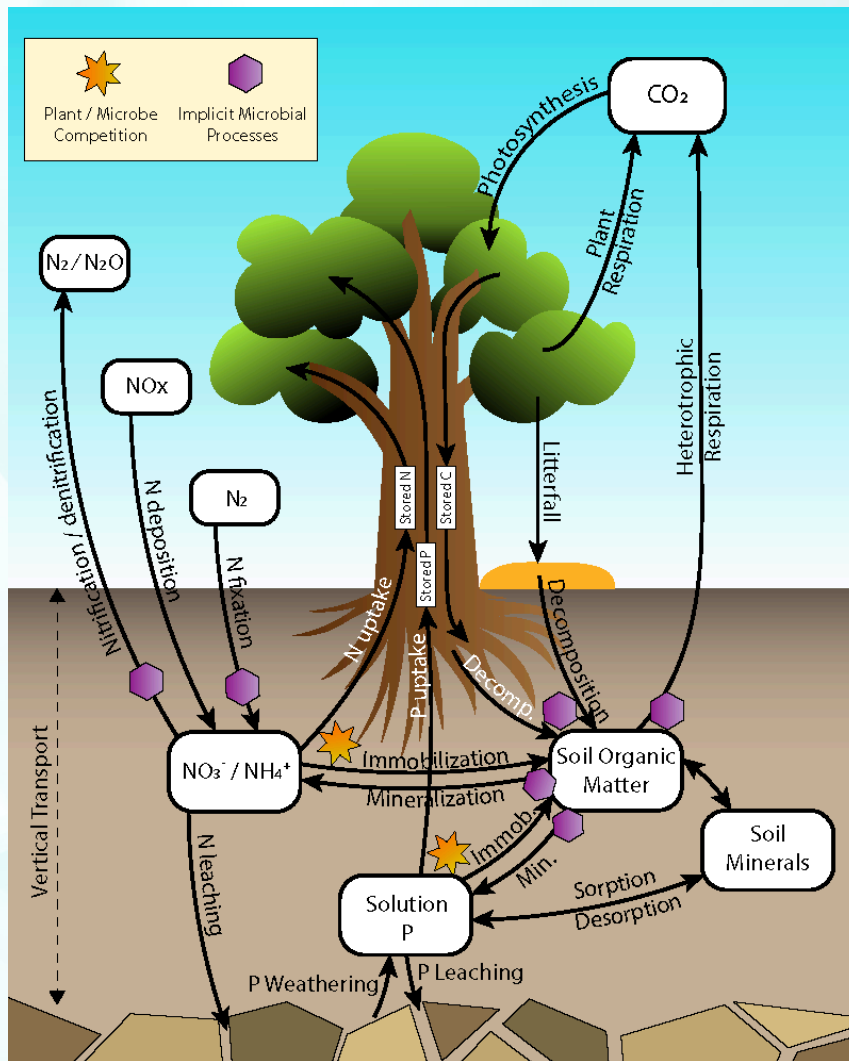 Plant / Microbe
Competition
Implicit Microbial
Processes
CO₂
Photosynthesis
Plant
Respiration
Heterotrophic
Respiration
N₂ / N₂O
NOx
N₂
Nitrification / denitrification
N deposition
N fixation
Stored N
Stored C
Stored P
Litterfall
N uptake
P uptake
Decomp.
Decomposition
Vertical Transport
NO₃⁻ / NH₄⁺
Immobilization
Mineralization
Soil Organic
Matter
Immob.
Min.
Soil
Minerals
N leaching
Solution
P
Sorption
Desorption
P Weathering
P Leaching